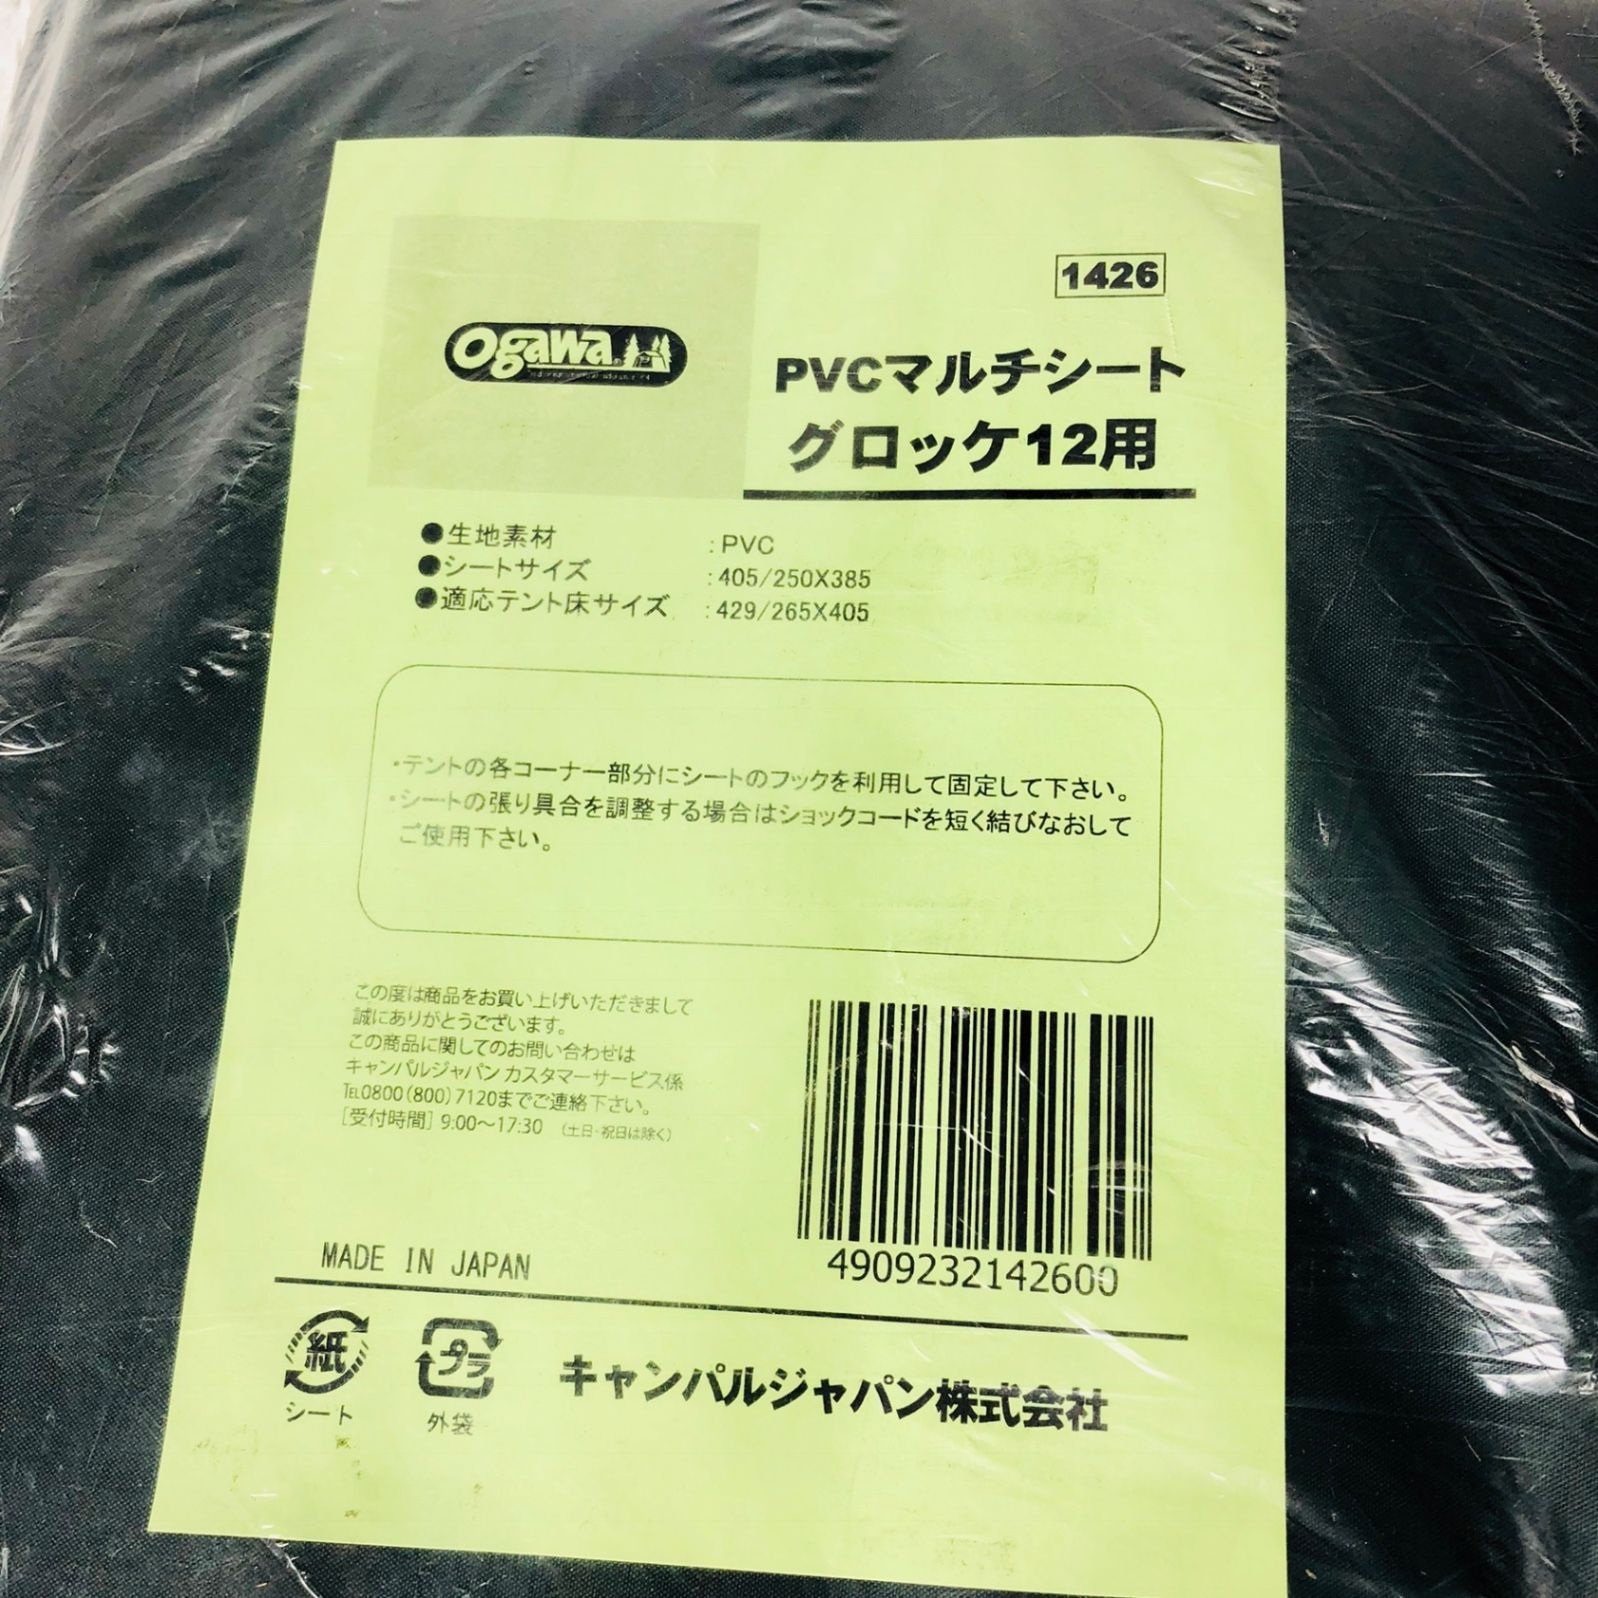 1426
ogawa
PVCマルチシート
グロッケ12用
●生地素材 :PVC
●シートサイズ :405/250X385
●適応テント床サイズ :429/265X405
・テントの各コーナー部分にシートのフックを利用して固定して下さい。
・シートの張り具合を調整する場合はショックコードを短く結びなおして
ご使用下さい。
この度は商品をお買い上げいただきまして
誠にありがとうございます。
この商品に関してのお問い合わせは
キャンパルジャパン カスタマーサービス係
TEL0800(800)7120までご連絡下さい。
[受付時間] 9:00～17:30 (土日・祝日は除く)
4909232142600
MADE IN JAPAN
紙
シート
プラ
外袋
キャンパルジャパン株式会社